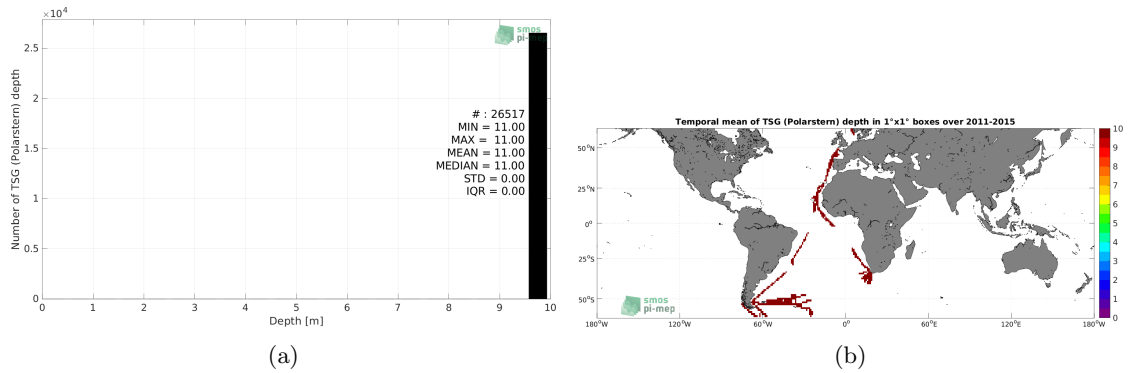 ×10⁴
2.5
2
1.5
1
0.5
0
Number of TSG (Polarstern) depth
smos
pi-mep
# : 26517
MIN = 11.00
MAX = 11.00
MEAN = 11.00
MEDIAN = 11.00
STD = 0.00
IQR = 0.00
0 1 2 3 4 5 6 7 8 9 10
Depth [m]
(a)
Temporal mean of TSG (Polarstern) depth in 1°x1° boxes over 2011-2015
50°N
25°N
0°
25°S
50°S
smos
pi-mep
180°W 120°W 60°W 0° 60°E 120°E 180°W
10
9
8
7
6
5
4
3
2
1
0
(b)